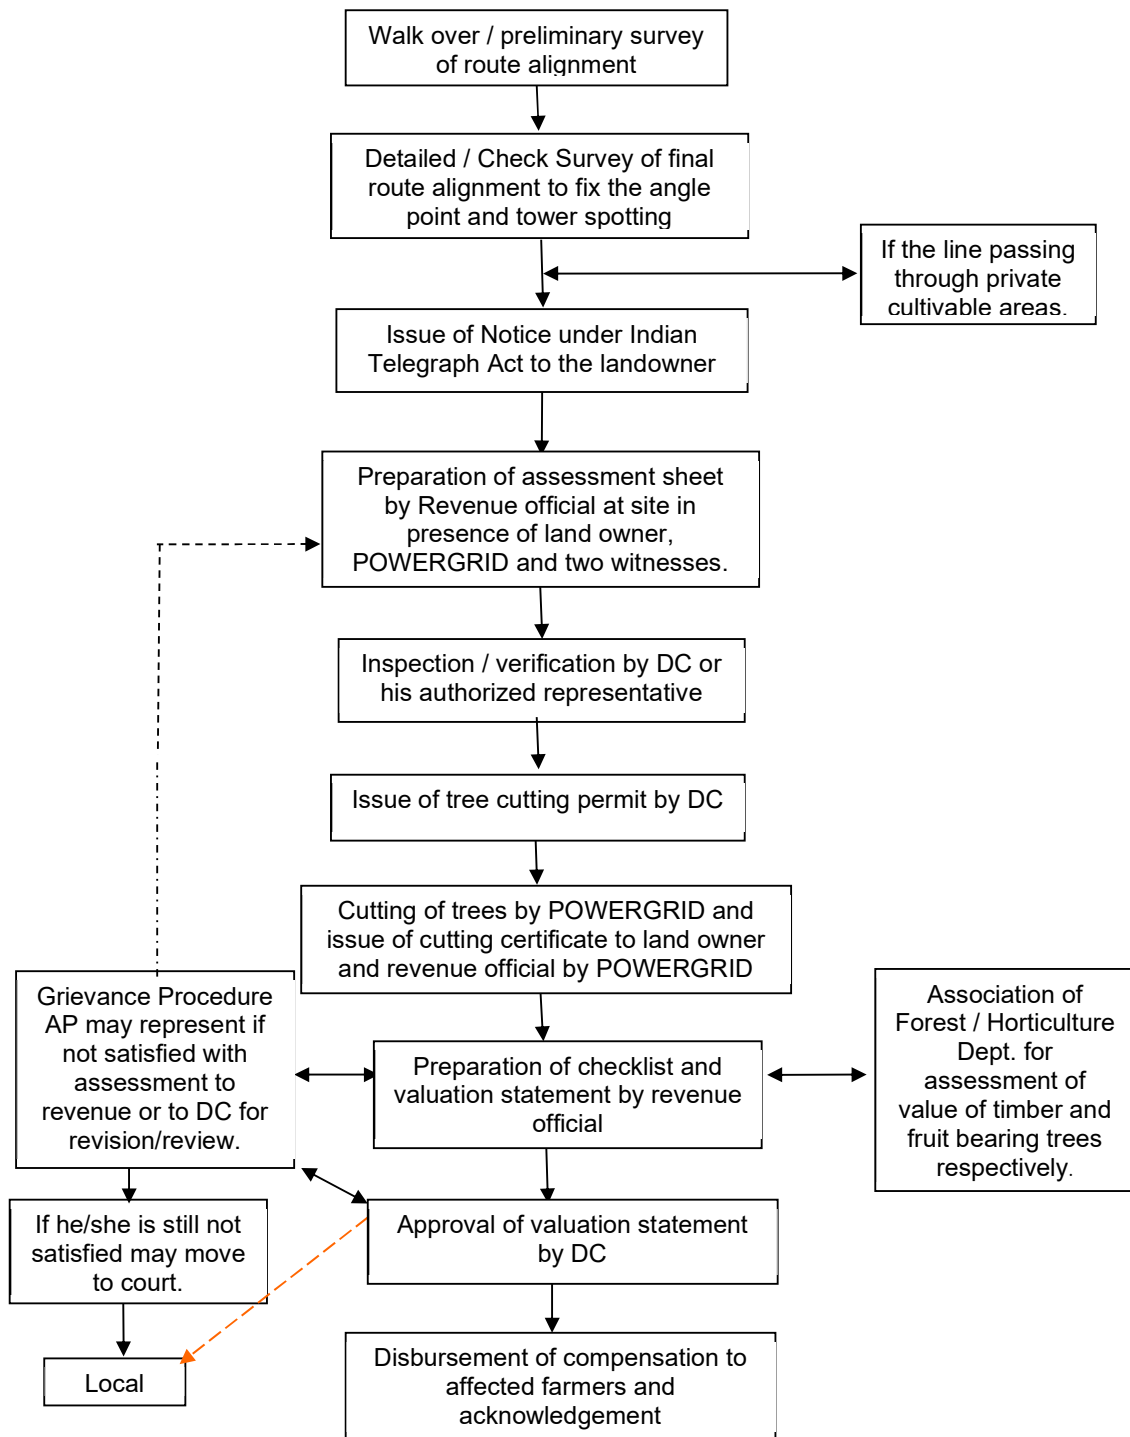 Walk over / preliminary survey
of route alignment
Detailed / Check Survey of final
route alignment to fix the angle
point and tower spotting
If the line passing
through private
cultivable areas.
Issue of Notice under Indian
Telegraph Act to the landowner
Preparation of assessment sheet
by Revenue official at site in
presence of land owner,
POWERGRID and two witnesses.
Inspection / verification by DC or
his authorized representative
Issue of tree cutting permit by DC
Cutting of trees by POWERGRID and
issue of cutting certificate to land owner
and revenue official by POWERGRID
Grievance Procedure
AP may represent if
not satisfied with
assessment to
revenue or to DC for
revision/review.
Preparation of checklist and
valuation statement by revenue
official
Association of
Forest / Horticulture
Dept. for
assessment of
value of timber and
fruit bearing trees
respectively.
If he/she is still not
satisfied may move
to court.
Approval of valuation statement
by DC
Local
Disbursement of compensation to
affected farmers and
acknowledgement